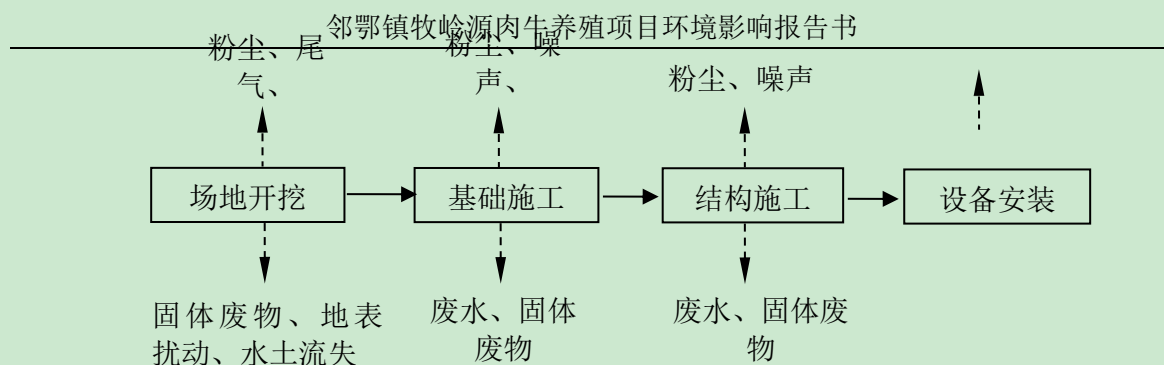 邻鄂镇牧崄源肉牛养殖项目环境影响报告书
粉尘、尾
气、
粉尘、噪
声、
粉尘、噪声
场地开挖
基础施工
结构施工
设备安装
固体废物、地表
扰动、水土流失
废水、固体
废物
废水、固体废
物